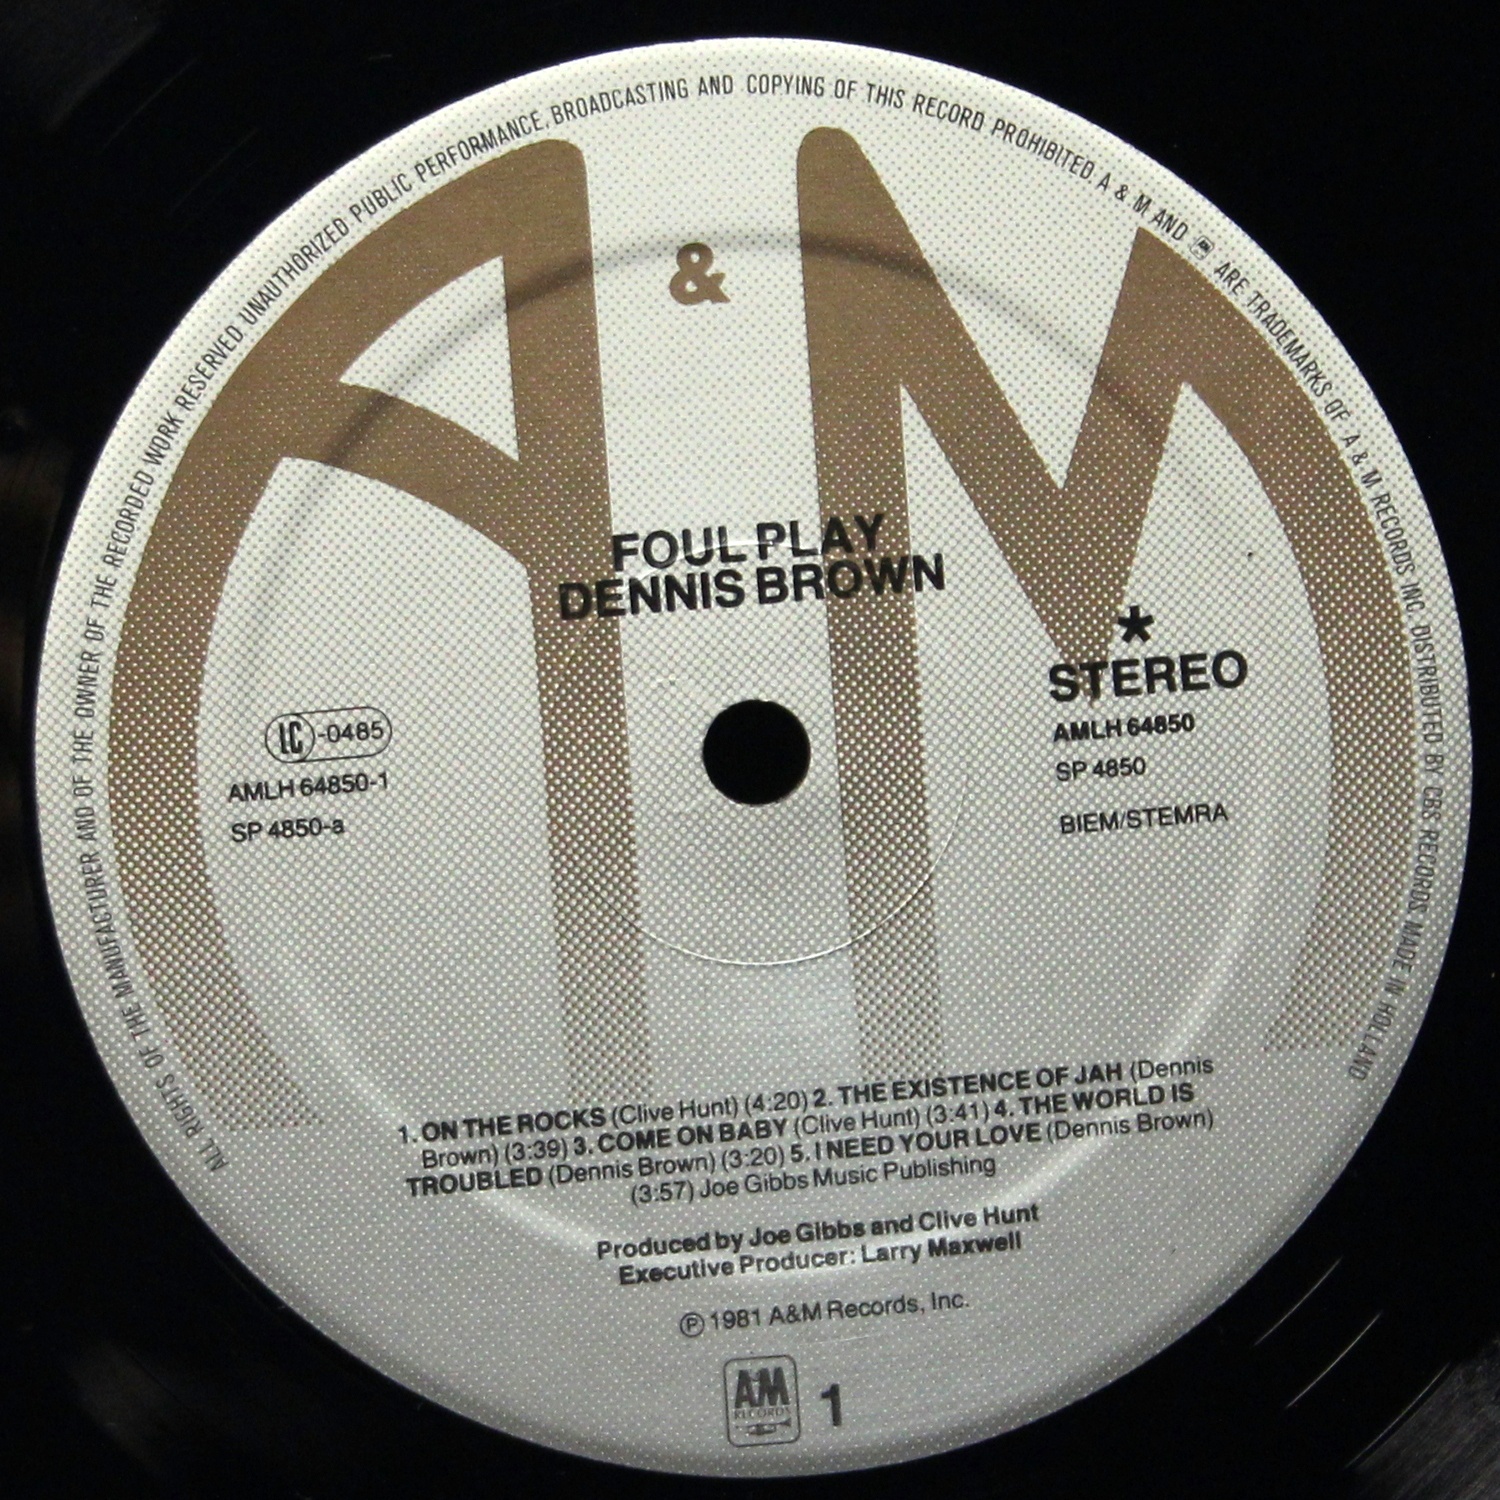 ALL RIGHTS OF THE MANUFACTURER AND OF THE OWNER OF THE RECORDED WORK RESERVED UNAUTHORIZED PUBLIC PERFORMANCE, BROADCASTING AND COPYING OF THIS RECORD PROHIBITED. A & M AND AM RECORDS ARE TRADEMARKS OF A & M RECORDS INC. DISTRIBUTED BY CBS RECORDS MADE IN HOLLAND
A & M
FOUL PLAY
DENNIS BROWN
*
STEREO
LC-0485
AMLH 64850-1
SP 4850-a
AMLH 64850
SP 4850
BIEM/STEMRA
1. ON THE ROCKS (Clive Hunt) (4:20) 2. THE EXISTENCE OF JAH (Dennis
Brown) (3:39) 3. COME ON BABY (Clive Hunt) (3:41) 4. THE WORLD IS
TROUBLED (Dennis Brown) (3:20) 5. I NEED YOUR LOVE (Dennis Brown)
(3:57) Joe Gibbs Music Publishing
Produced by Joe Gibbs and Clive Hunt
Executive Producer: Larry Maxwell
℗ 1981 A&M Records, Inc.
AM
RECORDS
1